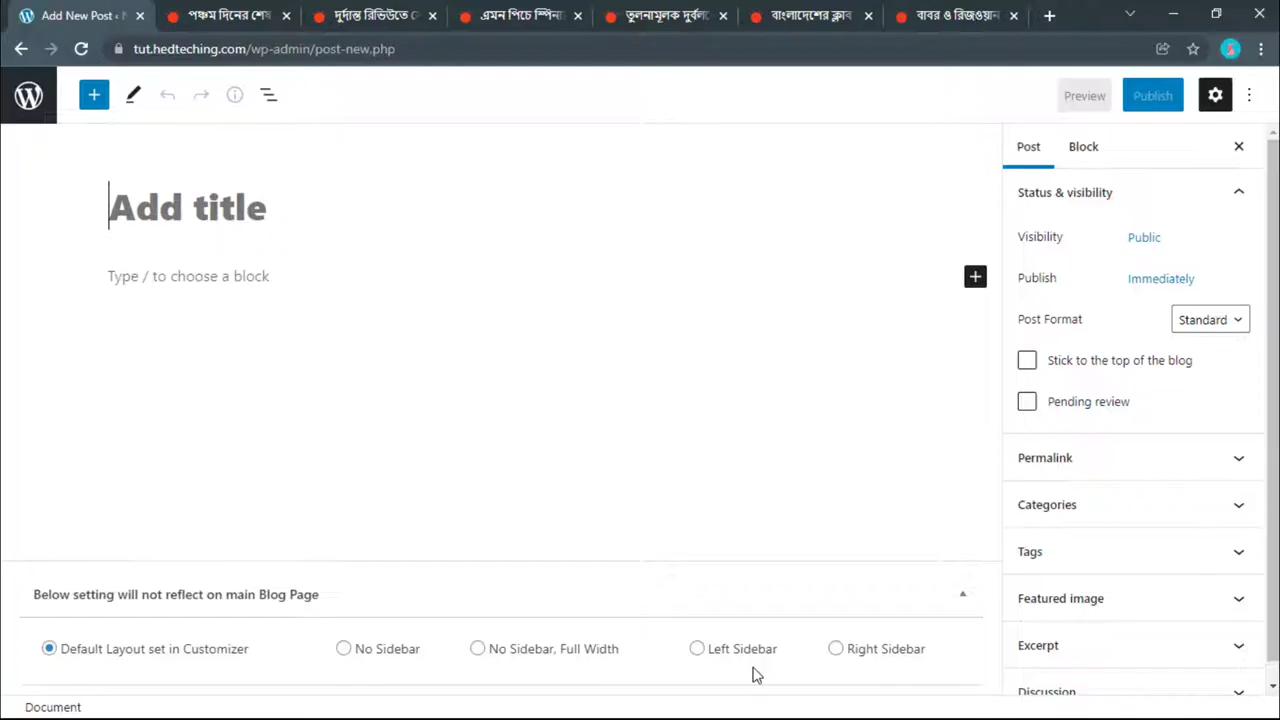 Add New Post ‹
পঞ্চম দিনের শেষ
দুর্দান্ত রিভিউতে
এমন পিচে স্পিনা
তুলনামূলক দুর্বল
বাংলাদেশের ক্লাব
বাবর ও রিজওয়ান
tut.hedteching.com/wp-admin/post-new.php
Preview
Publish
Post
Block
Add title
Type / to choose a block
Status & visibility
Visibility
Public
Publish
Immediately
Post Format
Standard
Stick to the top of the blog
Pending review
Permalink
Categories
Tags
Featured image
Excerpt
Discussion
Below setting will not reflect on main Blog Page
Default Layout set in Customizer
No Sidebar
No Sidebar, Full Width
Left Sidebar
Right Sidebar
Document